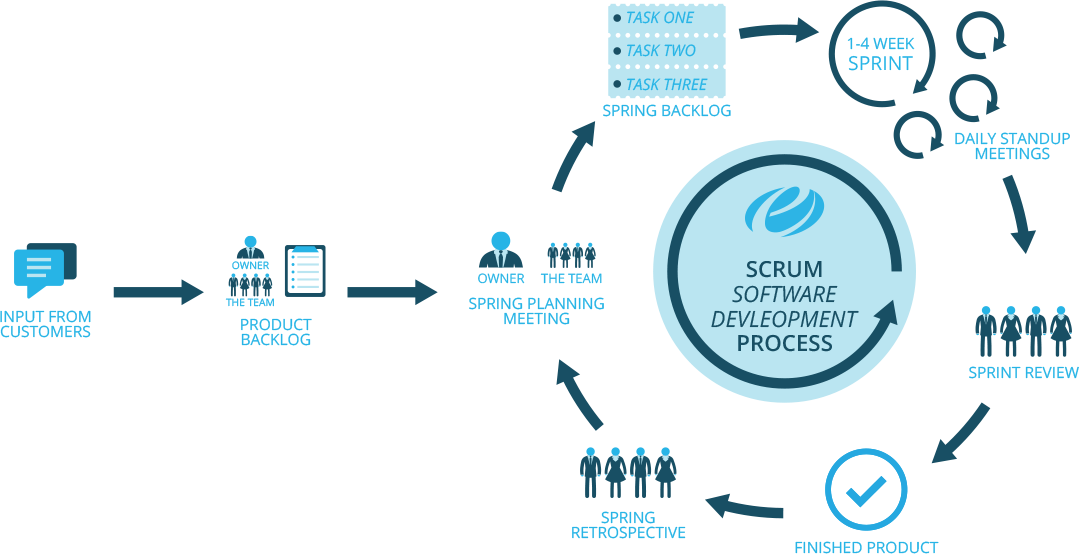 INPUT FROM
CUSTOMERS
OWNER
THE TEAM
PRODUCT
BACKLOG
OWNER
THE TEAM
SPRING PLANNING
MEETING
TASK ONE
TASK TWO
TASK THREE
SPRING BACKLOG
1-4 WEEK
SPRINT
DAILY STANDUP
MEETINGS
SPRINT REVIEW
FINISHED PRODUCT
SPRING
RETROSPECTIVE
SCRUM
SOFTWARE
DEVLEOPMENT
PROCESS